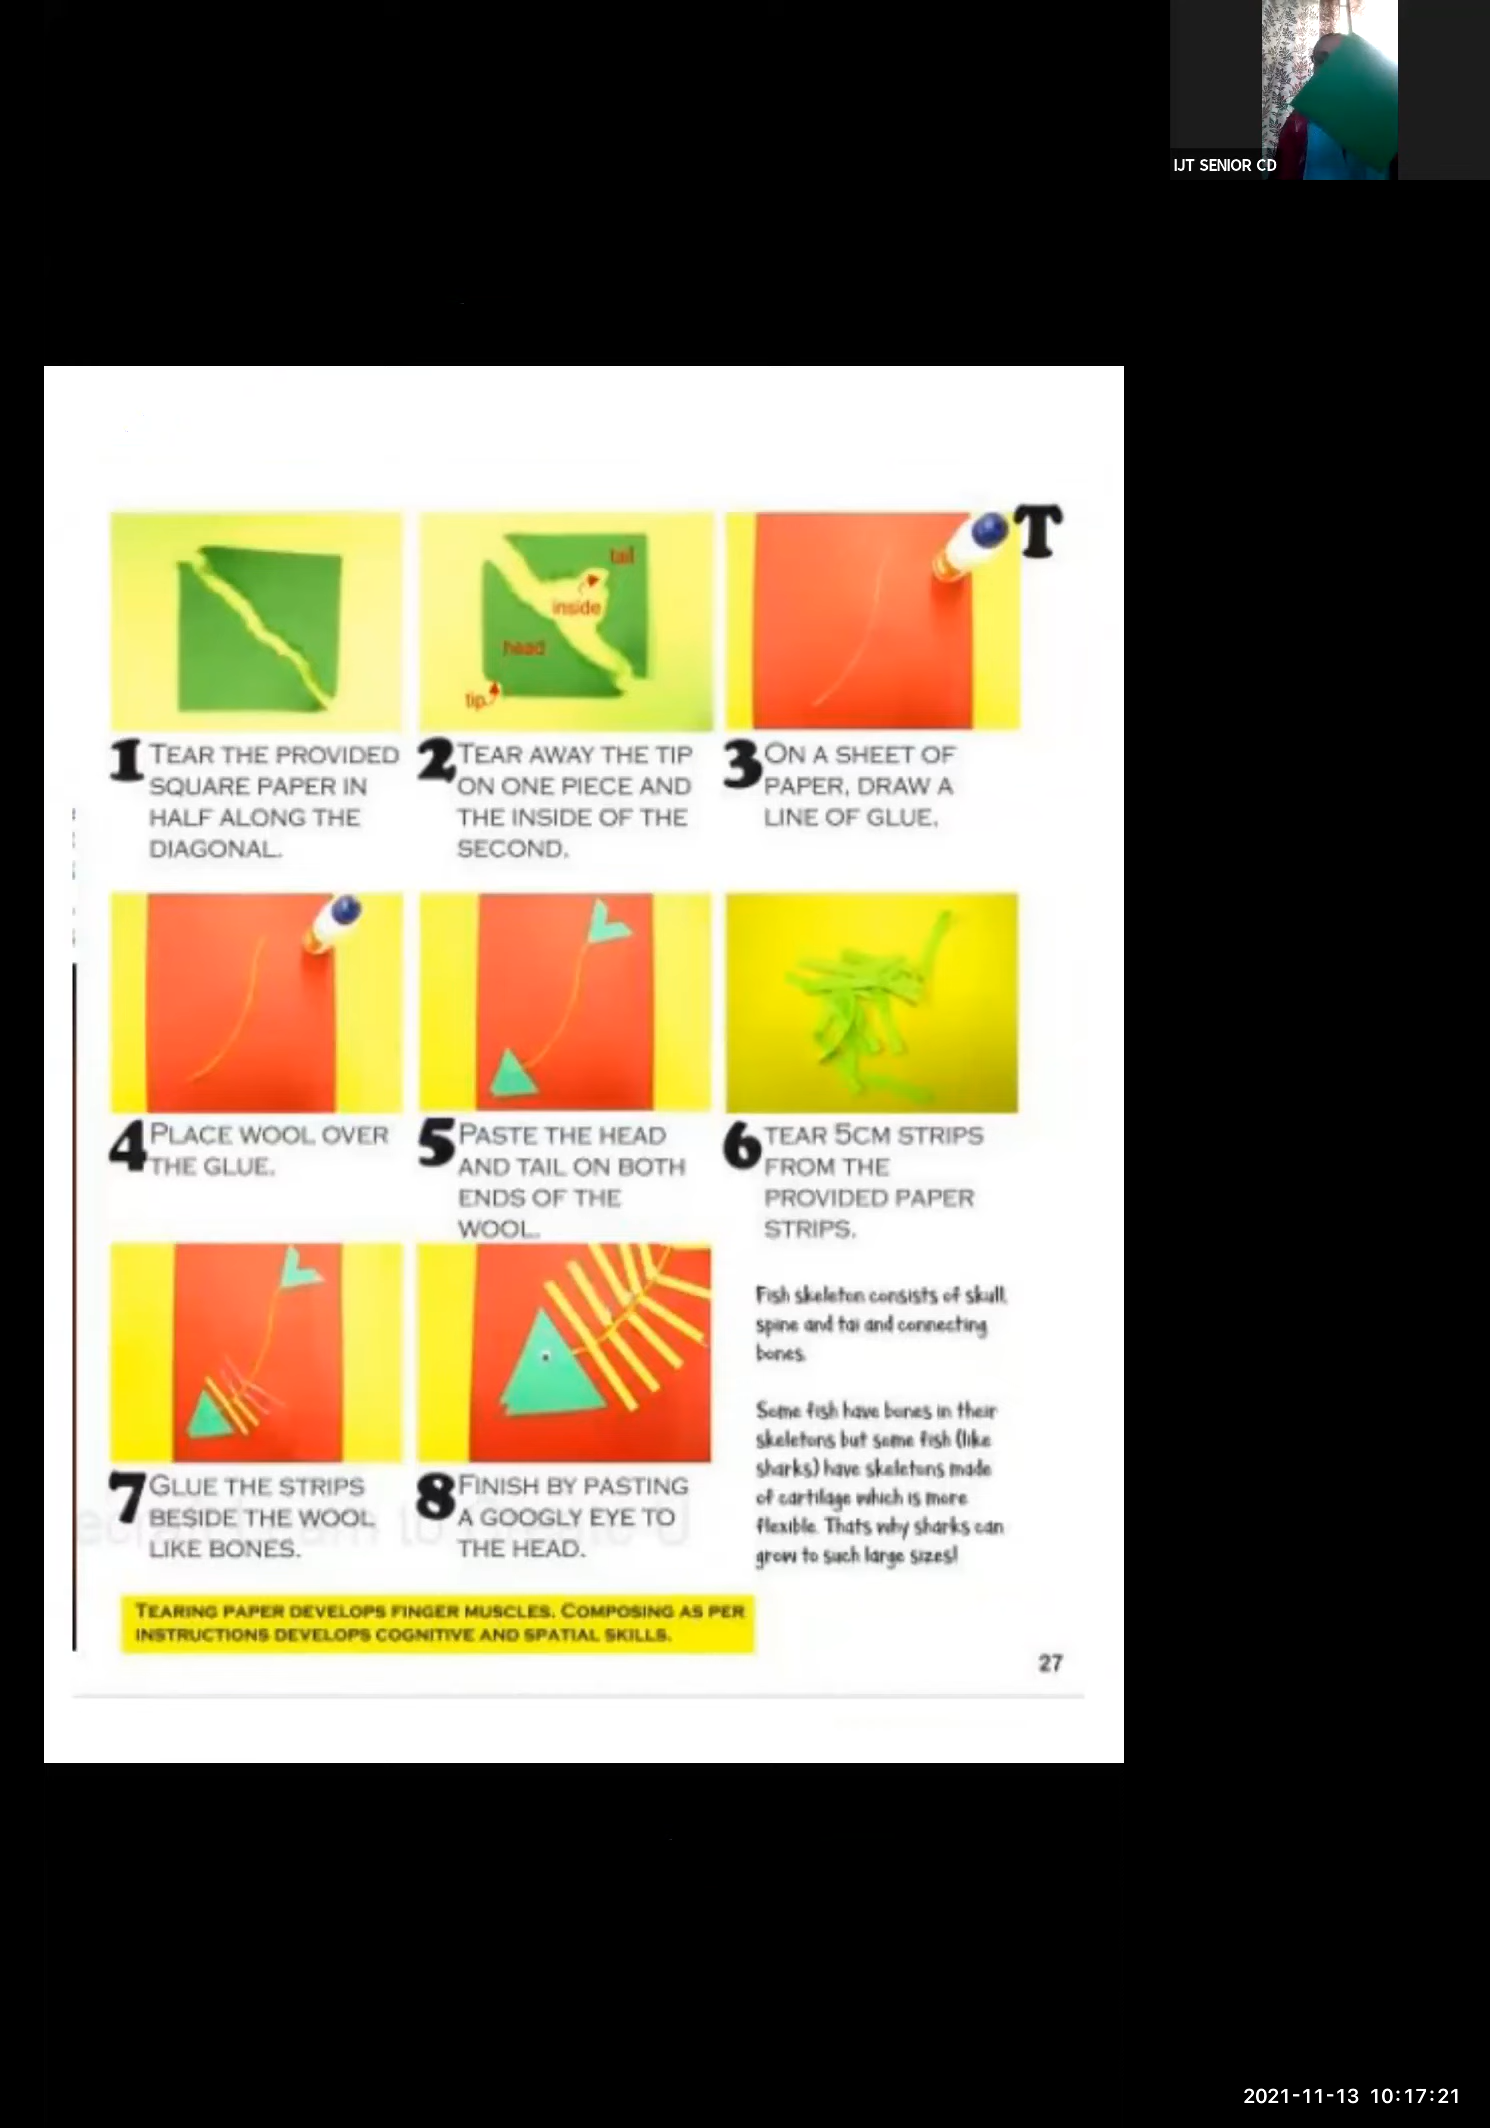 IJT SENIOR CD
T
tail
inside
head
tip
1 TEAR THE PROVIDED
SQUARE PAPER IN
HALF ALONG THE
DIAGONAL.
2 TEAR AWAY THE TIP
ON ONE PIECE AND
THE INSIDE OF THE
SECOND.
3 ON A SHEET OF
PAPER, DRAW A
LINE OF GLUE.
4 PLACE WOOL OVER
THE GLUE.
5 PASTE THE HEAD
AND TAIL ON BOTH
ENDS OF THE
WOOL.
6 TEAR 5CM STRIPS
FROM THE
PROVIDED PAPER
STRIPS.
7 GLUE THE STRIPS
BESIDE THE WOOL
LIKE BONES.
8 FINISH BY PASTING
A GOOGLY EYE TO
THE HEAD.
Fish skeleton consists of skull,
spine and tai and connecting
bones.
Some fish have bones in their
skeletons but some fish (like
sharks) have skeletons made
of cartilage which is more
flexible. Thats why sharks can
grow to such large sizes!
TEARING PAPER DEVELOPS FINGER MUSCLES. COMPOSING AS PER
INSTRUCTIONS DEVELOPS COGNITIVE AND SPATIAL SKILLS.
27
2021-11-13 10:17:21